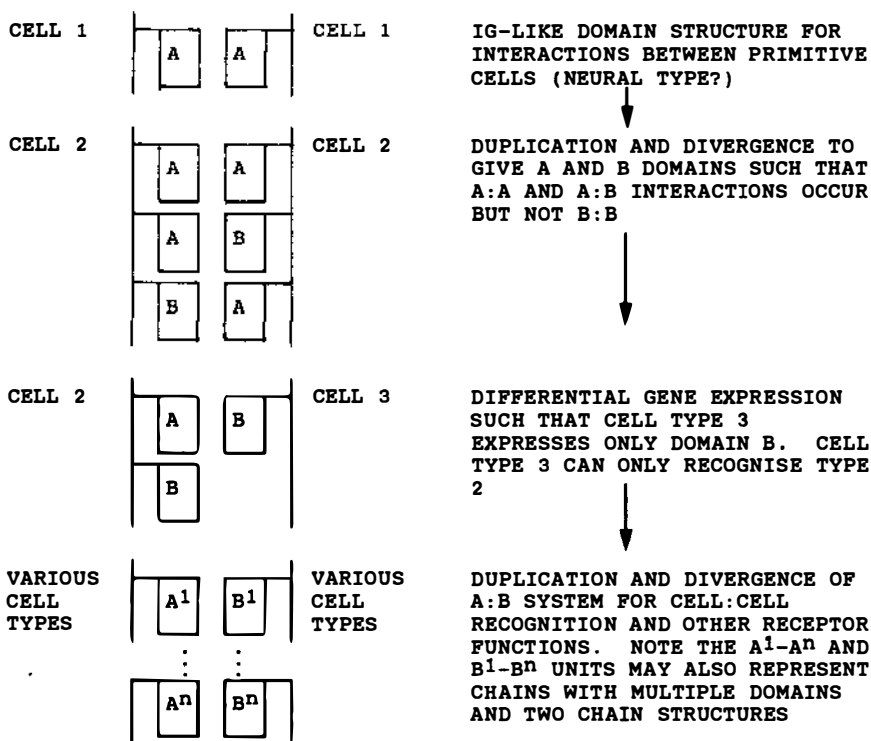 CELL 1
A
A
CELL 1
IG-LIKE DOMAIN STRUCTURE FOR
INTERACTIONS BETWEEN PRIMITIVE
CELLS (NEURAL TYPE?)
CELL 2
A
A
CELL 2
A
B
B
A
DUPLICATION AND DIVERGENCE TO
GIVE A AND B DOMAINS SUCH THAT
A:A AND A:B INTERACTIONS OCCUR
BUT NOT B:B
CELL 2
A
B
CELL 3
B
DIFFERENTIAL GENE EXPRESSION
SUCH THAT CELL TYPE 3
EXPRESSES ONLY DOMAIN B. CELL
TYPE 3 CAN ONLY RECOGNISE TYPE
2
VARIOUS
CELL
TYPES
A1
B1
An
Bn
VARIOUS
CELL
TYPES
DUPLICATION AND DIVERGENCE OF
A:B SYSTEM FOR CELL:CELL
RECOGNITION AND OTHER RECEPTOR
FUNCTIONS. NOTE THE A1-An AND
B1-Bn UNITS MAY ALSO REPRESENT
CHAINS WITH MULTIPLE DOMAINS
AND TWO CHAIN STRUCTURES